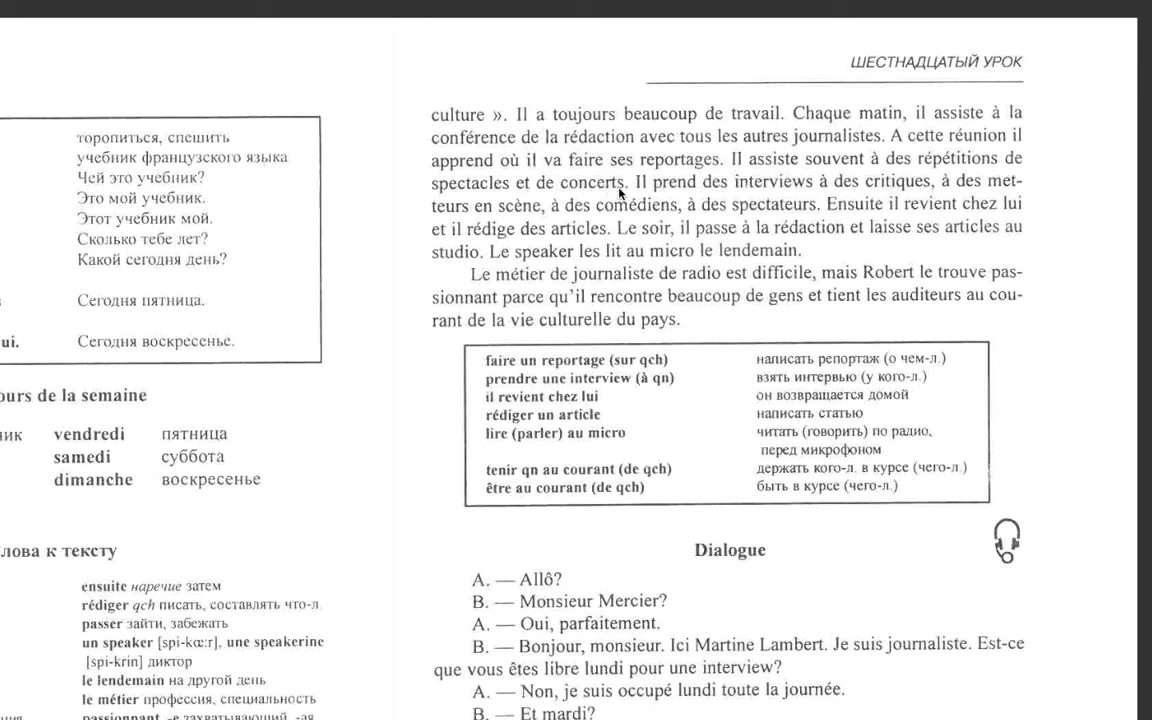 торопиться, спешить
учебник французского языка
Чей это учебник?
Это мой учебник.
Этот учебник мой.
Сколько тебе лет?
Какой сегодня день?
Сегодня пятница.
ui. Сегодня воскресенье.
ours de la semaine
ник vendredi пятница
samedi суббота
dimanche воскресенье
лова к тексту
ensuite наречие затем
rédiger qch писать, составлять что-л
passer зайти, забежать
un speaker [spi-kœ:r], une speakerine
[spi-krin] диктор
le lendemain на другой день
le métier профессия, специальность
passionnant, -e захватывающий, -ая
ШЕСТНАДЦАТЫЙ УРОК
culture ». Il a toujours beaucoup de travail. Chaque matin, il assiste à la
conférence de la rédaction avec tous les autres journalistes. A cette réunion il
apprend où il va faire ses reportages. Il assiste souvent à des répétitions de
spectacles et de concerts. Il prend des interviews à des critiques, à des met-
teurs en scène, à des comédiens, à des spectateurs. Ensuite il revient chez lui
et il rédige des articles. Le soir, il passe à la rédaction et laisse ses articles au
studio. Le speaker les lit au micro le lendemain.
Le métier de journaliste de radio est difficile, mais Robert le trouve pas-
sionnant parce qu'il rencontre beaucoup de gens et tient les auditeurs au cou-
rant de la vie culturelle du pays.
faire un reportage (sur qch) написать репортаж (о чем-л.)
prendre une interview (à qn) взять интервью (у кого-л.)
il revient chez lui он возвращается домой
rédiger un article написать статью
lire (parler) au micro читать (говорить) по радио,
перед микрофоном
tenir qn au courant (de qch) держать кого-л. в курсе (чего-л.)
être au courant (de qch) быть в курсе (чего-л.)
Dialogue
A. — Allô?
B. — Monsieur Mercier?
A. — Oui, parfaitement.
B. — Bonjour, monsieur. Ici Martine Lambert. Je suis journaliste. Est-ce
que vous êtes libre lundi pour une interview?
A. — Non, je suis occupé lundi toute la journée.
B. — Et mardi?